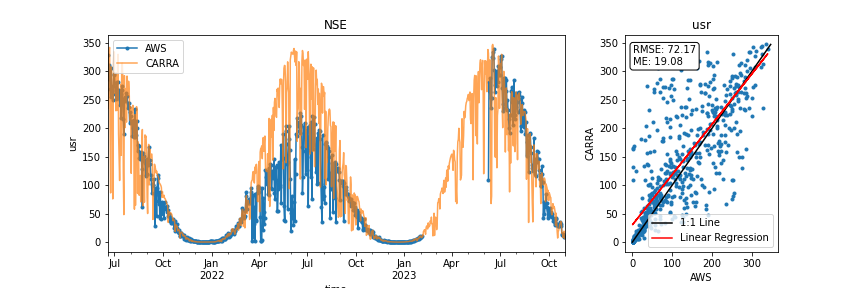 NSE
usr
AWS
CARRA
350
300
250
200
150
100
50
0
usr
Jul
Oct
Jan
2022
Apr
Jul
Oct
Jan
2023
Apr
Jul
Oct
time
RMSE: 72.17
ME: 19.08
350
300
250
200
150
100
50
0
CARRA
1:1 Line
Linear Regression
0
100
200
300
AWS